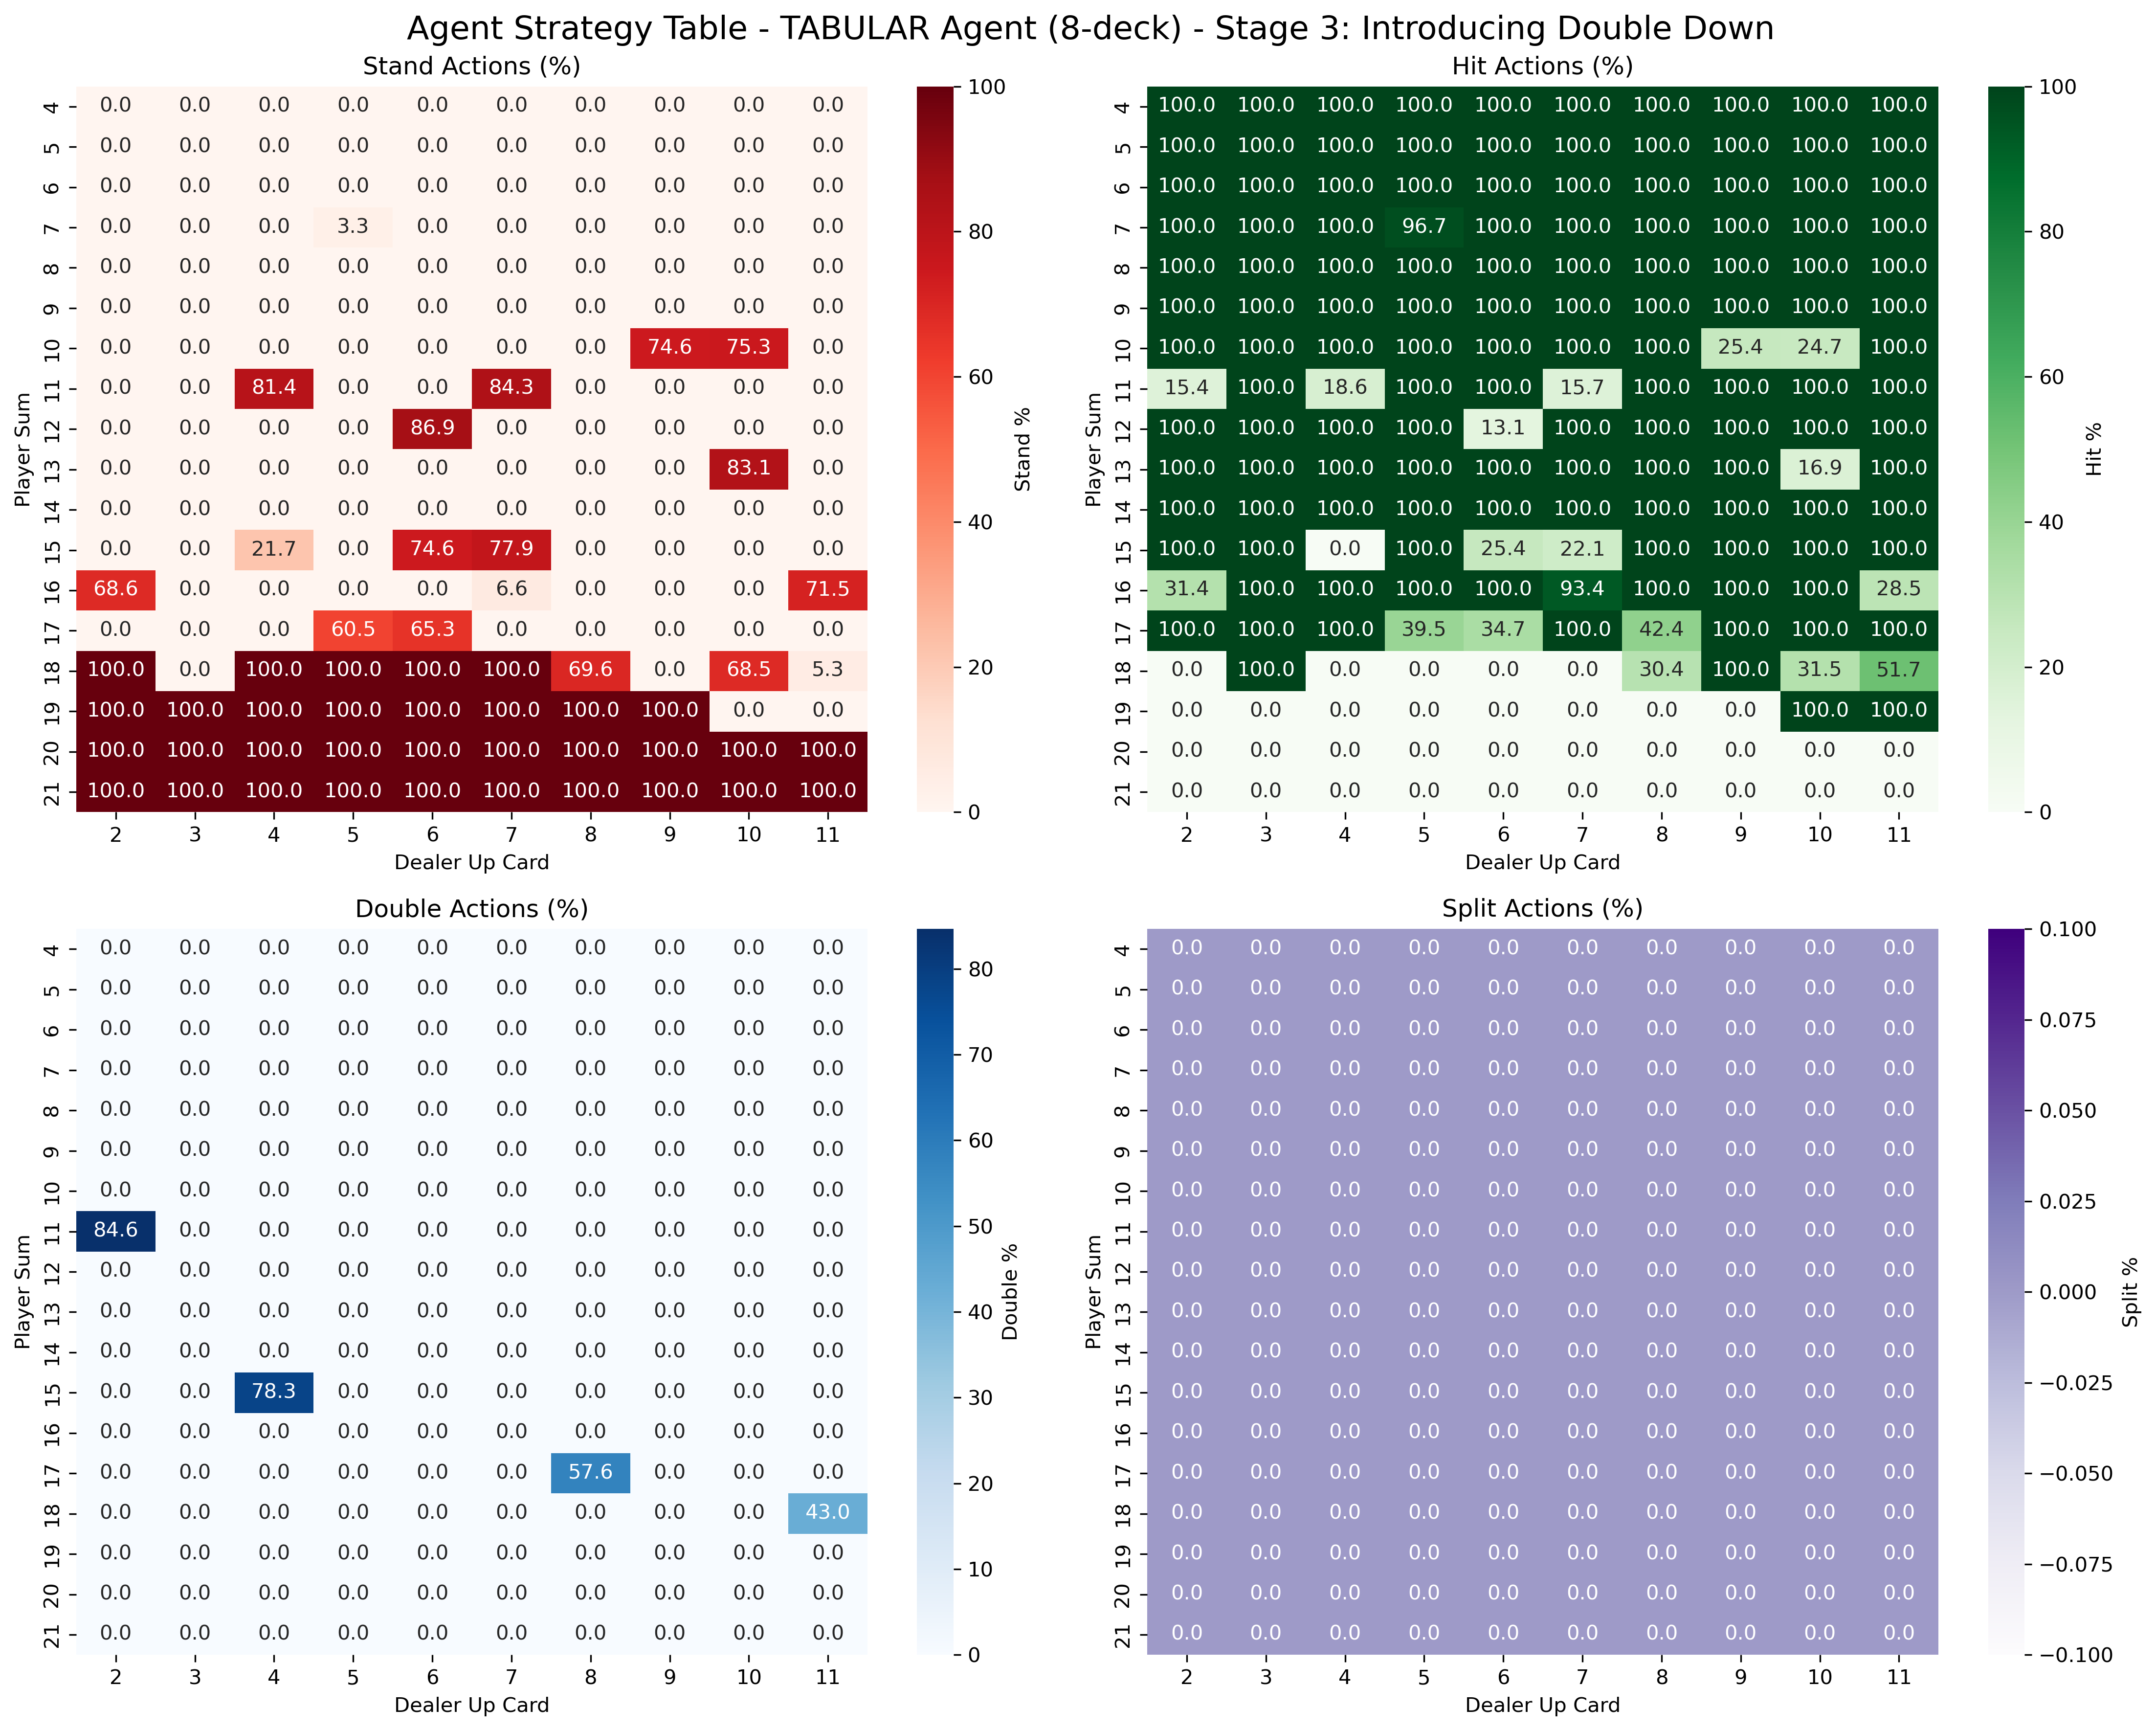 Agent Strategy Table - TABULAR Agent (8-deck) - Stage 3: Introducing Double Down
Stand Actions (%)
Player Sum
4 0.0 0.0 0.0 0.0 0.0 0.0 0.0 0.0 0.0 0.0
5 0.0 0.0 0.0 0.0 0.0 0.0 0.0 0.0 0.0 0.0
6 0.0 0.0 0.0 0.0 0.0 0.0 0.0 0.0 0.0 0.0
7 0.0 0.0 0.0 3.3 0.0 0.0 0.0 0.0 0.0 0.0
8 0.0 0.0 0.0 0.0 0.0 0.0 0.0 0.0 0.0 0.0
9 0.0 0.0 0.0 0.0 0.0 0.0 0.0 0.0 0.0 0.0
10 0.0 0.0 0.0 0.0 0.0 0.0 0.0 74.6 75.3 0.0
11 0.0 0.0 81.4 0.0 0.0 84.3 0.0 0.0 0.0 0.0
12 0.0 0.0 0.0 0.0 86.9 0.0 0.0 0.0 0.0 0.0
13 0.0 0.0 0.0 0.0 0.0 0.0 0.0 0.0 83.1 0.0
14 0.0 0.0 0.0 0.0 0.0 0.0 0.0 0.0 0.0 0.0
15 0.0 0.0 21.7 0.0 74.6 77.9 0.0 0.0 0.0 0.0
16 68.6 0.0 0.0 0.0 0.0 6.6 0.0 0.0 0.0 71.5
17 0.0 0.0 0.0 60.5 65.3 0.0 0.0 0.0 0.0 0.0
18 100.0 0.0 100.0 100.0 100.0 100.0 69.6 0.0 68.5 5.3
19 100.0 100.0 100.0 100.0 100.0 100.0 100.0 100.0 0.0 0.0
20 100.0 100.0 100.0 100.0 100.0 100.0 100.0 100.0 100.0 100.0
21 100.0 100.0 100.0 100.0 100.0 100.0 100.0 100.0 100.0 100.0
2 3 4 5 6 7 8 9 10 11
Dealer Up Card
100
80
60
40
20
0
Stand %
Hit Actions (%)
Player Sum
4 100.0 100.0 100.0 100.0 100.0 100.0 100.0 100.0 100.0 100.0
5 100.0 100.0 100.0 100.0 100.0 100.0 100.0 100.0 100.0 100.0
6 100.0 100.0 100.0 100.0 100.0 100.0 100.0 100.0 100.0 100.0
7 100.0 100.0 100.0 96.7 100.0 100.0 100.0 100.0 100.0 100.0
8 100.0 100.0 100.0 100.0 100.0 100.0 100.0 100.0 100.0 100.0
9 100.0 100.0 100.0 100.0 100.0 100.0 100.0 100.0 100.0 100.0
10 100.0 100.0 100.0 100.0 100.0 100.0 100.0 25.4 24.7 100.0
11 15.4 100.0 18.6 100.0 100.0 15.7 100.0 100.0 100.0 100.0
12 100.0 100.0 100.0 100.0 13.1 100.0 100.0 100.0 100.0 100.0
13 100.0 100.0 100.0 100.0 100.0 100.0 100.0 100.0 16.9 100.0
14 100.0 100.0 100.0 100.0 100.0 100.0 100.0 100.0 100.0 100.0
15 100.0 100.0 0.0 100.0 25.4 22.1 100.0 100.0 100.0 100.0
16 31.4 100.0 100.0 100.0 100.0 93.4 100.0 100.0 100.0 28.5
17 100.0 100.0 100.0 39.5 34.7 100.0 42.4 100.0 100.0 100.0
18 0.0 100.0 0.0 0.0 0.0 0.0 30.4 100.0 31.5 51.7
19 0.0 0.0 0.0 0.0 0.0 0.0 0.0 0.0 100.0 100.0
20 0.0 0.0 0.0 0.0 0.0 0.0 0.0 0.0 0.0 0.0
21 0.0 0.0 0.0 0.0 0.0 0.0 0.0 0.0 0.0 0.0
2 3 4 5 6 7 8 9 10 11
Dealer Up Card
100
80
60
40
20
0
Hit %
Double Actions (%)
Player Sum
4 0.0 0.0 0.0 0.0 0.0 0.0 0.0 0.0 0.0 0.0
5 0.0 0.0 0.0 0.0 0.0 0.0 0.0 0.0 0.0 0.0
6 0.0 0.0 0.0 0.0 0.0 0.0 0.0 0.0 0.0 0.0
7 0.0 0.0 0.0 0.0 0.0 0.0 0.0 0.0 0.0 0.0
8 0.0 0.0 0.0 0.0 0.0 0.0 0.0 0.0 0.0 0.0
9 0.0 0.0 0.0 0.0 0.0 0.0 0.0 0.0 0.0 0.0
10 0.0 0.0 0.0 0.0 0.0 0.0 0.0 0.0 0.0 0.0
11 84.6 0.0 0.0 0.0 0.0 0.0 0.0 0.0 0.0 0.0
12 0.0 0.0 0.0 0.0 0.0 0.0 0.0 0.0 0.0 0.0
13 0.0 0.0 0.0 0.0 0.0 0.0 0.0 0.0 0.0 0.0
14 0.0 0.0 0.0 0.0 0.0 0.0 0.0 0.0 0.0 0.0
15 0.0 0.0 78.3 0.0 0.0 0.0 0.0 0.0 0.0 0.0
16 0.0 0.0 0.0 0.0 0.0 0.0 0.0 0.0 0.0 0.0
17 0.0 0.0 0.0 0.0 0.0 0.0 57.6 0.0 0.0 0.0
18 0.0 0.0 0.0 0.0 0.0 0.0 0.0 0.0 0.0 43.0
19 0.0 0.0 0.0 0.0 0.0 0.0 0.0 0.0 0.0 0.0
20 0.0 0.0 0.0 0.0 0.0 0.0 0.0 0.0 0.0 0.0
21 0.0 0.0 0.0 0.0 0.0 0.0 0.0 0.0 0.0 0.0
2 3 4 5 6 7 8 9 10 11
Dealer Up Card
80
70
60
50
40
30
20
10
0
Double %
Split Actions (%)
Player Sum
4 0.0 0.0 0.0 0.0 0.0 0.0 0.0 0.0 0.0 0.0
5 0.0 0.0 0.0 0.0 0.0 0.0 0.0 0.0 0.0 0.0
6 0.0 0.0 0.0 0.0 0.0 0.0 0.0 0.0 0.0 0.0
7 0.0 0.0 0.0 0.0 0.0 0.0 0.0 0.0 0.0 0.0
8 0.0 0.0 0.0 0.0 0.0 0.0 0.0 0.0 0.0 0.0
9 0.0 0.0 0.0 0.0 0.0 0.0 0.0 0.0 0.0 0.0
10 0.0 0.0 0.0 0.0 0.0 0.0 0.0 0.0 0.0 0.0
11 0.0 0.0 0.0 0.0 0.0 0.0 0.0 0.0 0.0 0.0
12 0.0 0.0 0.0 0.0 0.0 0.0 0.0 0.0 0.0 0.0
13 0.0 0.0 0.0 0.0 0.0 0.0 0.0 0.0 0.0 0.0
14 0.0 0.0 0.0 0.0 0.0 0.0 0.0 0.0 0.0 0.0
15 0.0 0.0 0.0 0.0 0.0 0.0 0.0 0.0 0.0 0.0
16 0.0 0.0 0.0 0.0 0.0 0.0 0.0 0.0 0.0 0.0
17 0.0 0.0 0.0 0.0 0.0 0.0 0.0 0.0 0.0 0.0
18 0.0 0.0 0.0 0.0 0.0 0.0 0.0 0.0 0.0 0.0
19 0.0 0.0 0.0 0.0 0.0 0.0 0.0 0.0 0.0 0.0
20 0.0 0.0 0.0 0.0 0.0 0.0 0.0 0.0 0.0 0.0
21 0.0 0.0 0.0 0.0 0.0 0.0 0.0 0.0 0.0 0.0
2 3 4 5 6 7 8 9 10 11
Dealer Up Card
0.100
0.075
0.050
0.025
0.000
−0.025
−0.050
−0.075
−0.100
Split %